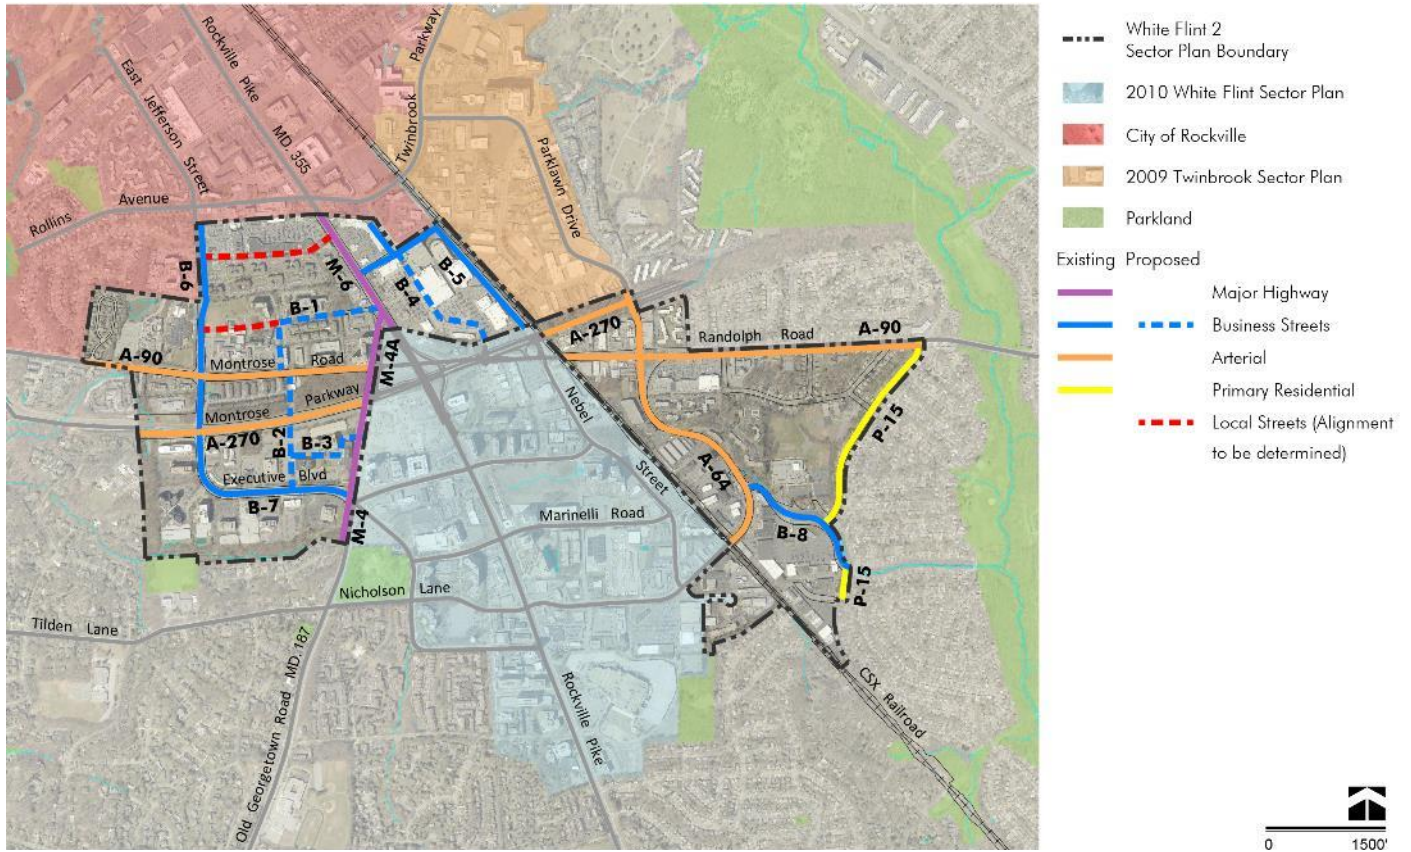 East Jefferson Street
Rockville Pike MD. 355
Twinbrook Parkway
Parklawn Drive
Rollins Avenue
B-6
M-6
B-4
B-5
B-1
A-270
Randolph Road
A-90
A-90
Montrose Road
M-4A
Montrose Parkway
A-270
B-2
B-3
Nebel Street
P-15
A-64
Executive Blvd
B-7
M-4
Marinelli Road
B-8
Nicholson Lane
P-15
Tilden Lane
Old Georgetown Road MD. 187
Rockville Pike
CSX Railroad
White Flint 2
Sector Plan Boundary
2010 White Flint Sector Plan
City of Rockville
2009 Twinbrook Sector Plan
Parkland
Existing Proposed
Major Highway
Business Streets
Arterial
Primary Residential
Local Streets (Alignment
to be determined)
0 1500'